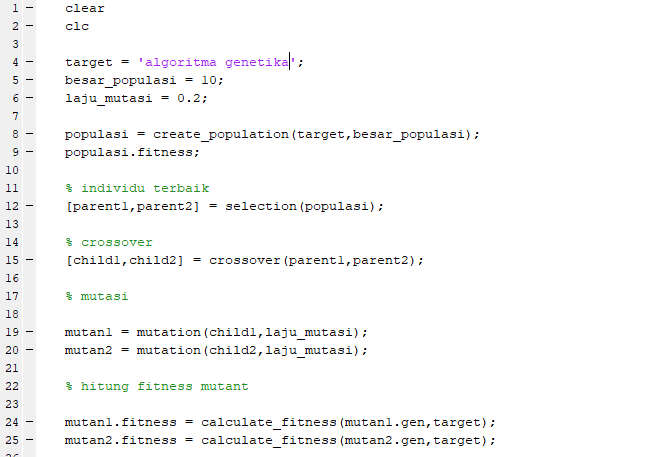 1 - clear
2 - clc
3
4 - target = 'algoritma genetika';
5 - besar_populasi = 10;
6 - laju_mutasi = 0.2;
7
8 - populasi = create_population(target,besar_populasi);
9 - populasi.fitness;
10
11 % individu terbaik
12 - [parent1,parent2] = selection(populasi);
13
14 % crossover
15 - [child1,child2] = crossover(parent1,parent2);
16
17 % mutasi
18
19 - mutan1 = mutation(child1,laju_mutasi);
20 - mutan2 = mutation(child2,laju_mutasi);
21
22 % hitung fitness mutant
23
24 - mutan1.fitness = calculate_fitness(mutan1.gen,target);
25 - mutan2.fitness = calculate_fitness(mutan2.gen,target);